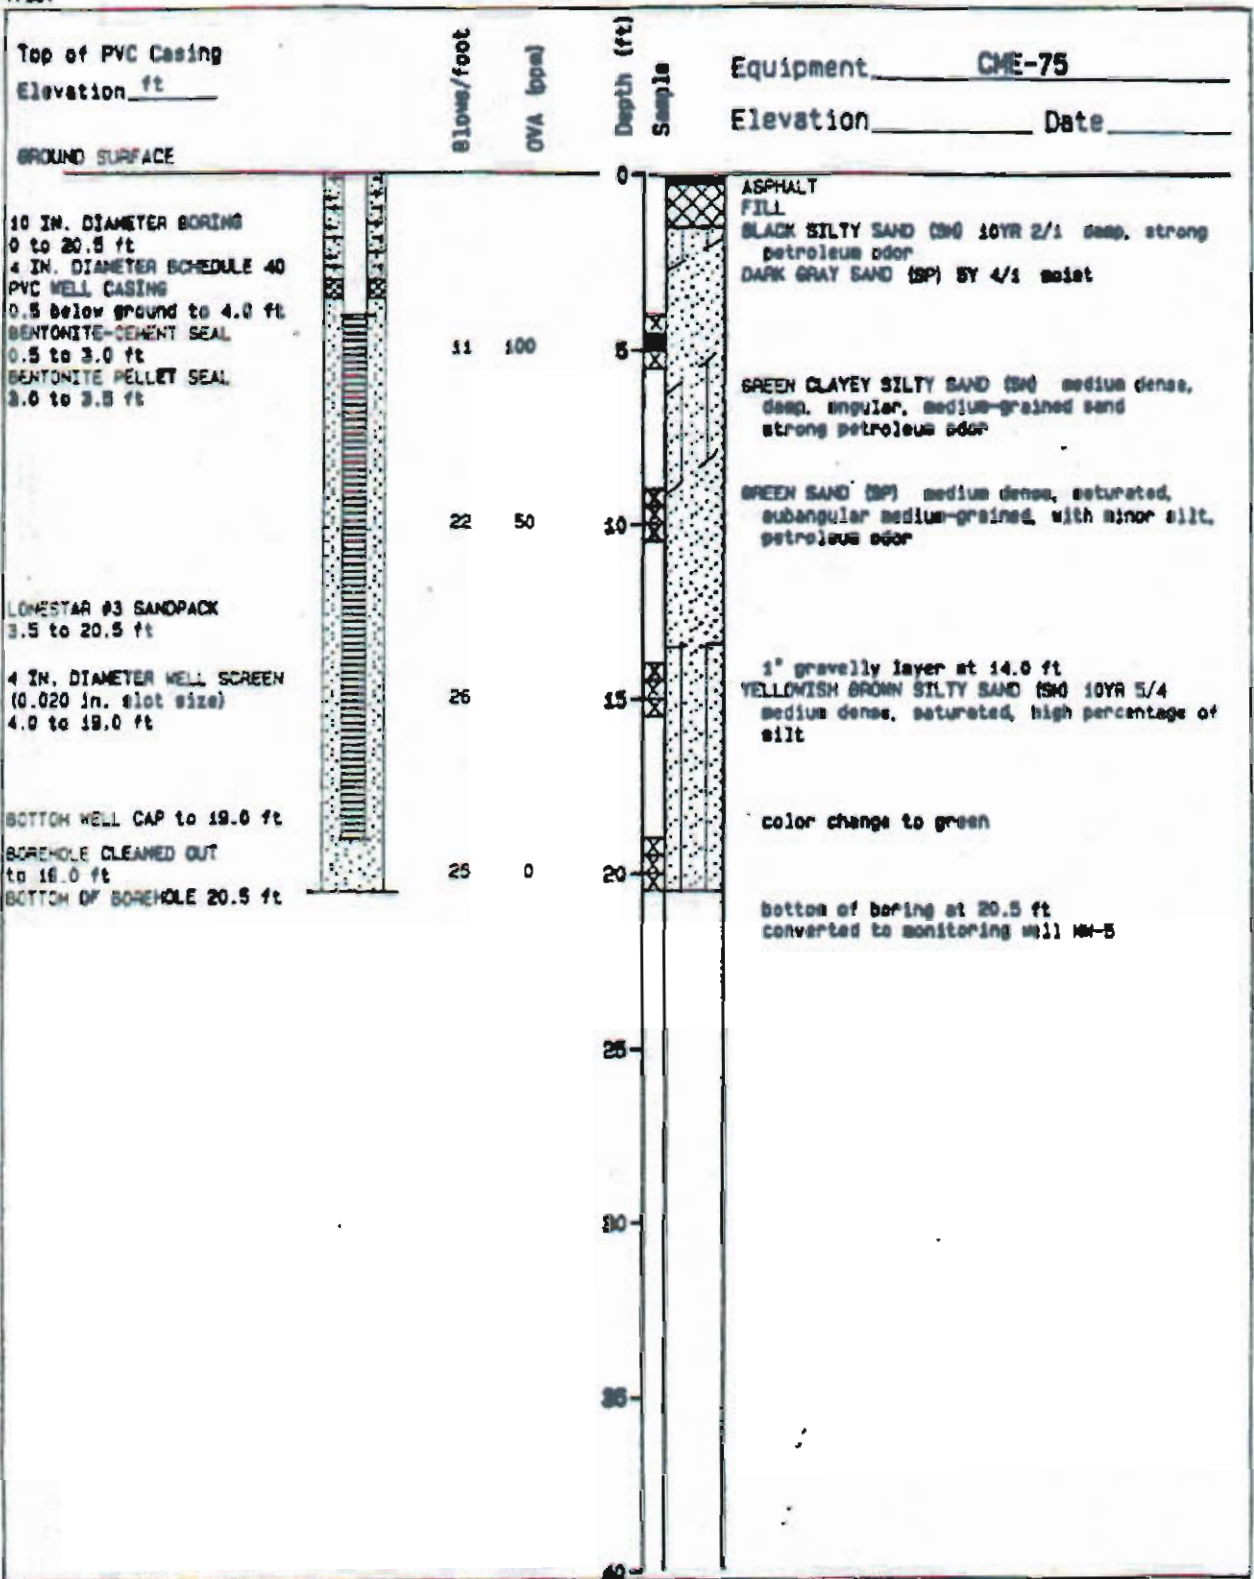 Top of PVC Casing
Elevation ft
GROUND SURFACE
Blows/foot
OVA (ppm)
Depth (ft)
Sample
Equipment CME-75
Elevation Date
10 IN. DIAMETER BORING
0 to 20.5 ft
4 IN. DIAMETER SCHEDULE 40
PVC WELL CASING
0.5 below ground to 4.0 ft
BENTONITE-CEMENT SEAL
0.5 to 3.0 ft
BENTONITE PELLET SEAL
3.0 to 3.5 ft
LONESTAR #3 SANDPACK
3.5 to 20.5 ft
4 IN. DIAMETER WELL SCREEN
(0.020 in. slot size)
4.0 to 19.0 ft
BOTTOM WELL CAP to 19.0 ft
BOREHOLE CLEANED OUT
to ft
BOTTOM OF BOREHOLE 20.5 ft
11 100
22 50
26
25 0
0
5
10
15
20
25
30
35
40
ASPHALT
FILL
BLACK SILTY SAND (SM) 10YR 2/1 damp, strong
petroleum odor
DARK GRAY SAND (SP) 5Y 4/1 moist
GREEN CLAYEY SILTY SAND (SM) medium dense,
damp, angular, medium-grained sand
strong petroleum odor
GREEN SAND (SP) medium dense, saturated,
subangular medium-grained, with minor silt,
petroleum odor
1" gravelly layer at 14.0 ft
YELLOWISH BROWN SILTY SAND (SM) 10YR 5/4
medium dense, saturated, high percentage of
silt
color change to green
bottom of boring at 20.5 ft
converted to monitoring well MW-5